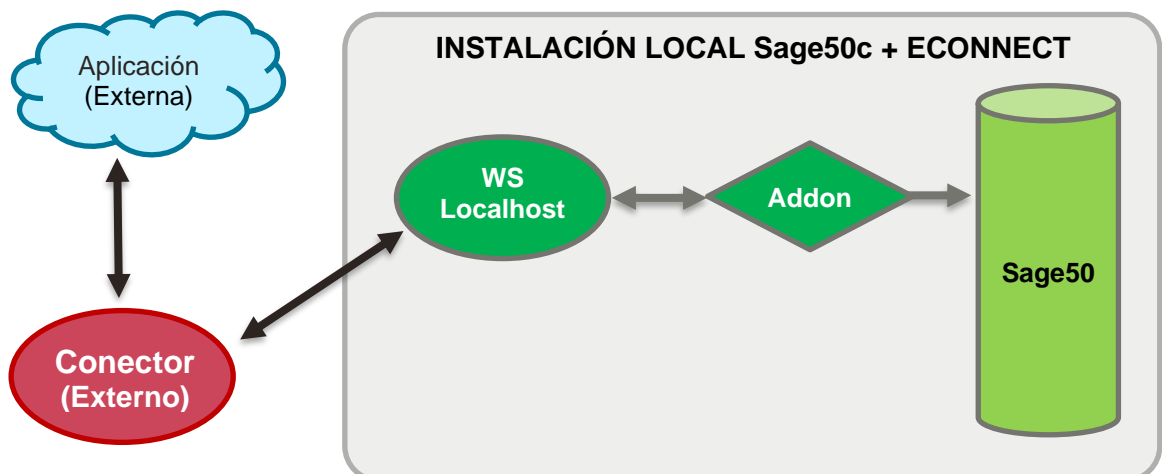 INSTALACIÓN LOCAL Sage50c + ECONNECT
Aplicación
(Externa)
WS
Localhost
Addon
Sage50
Conector
(Externo)